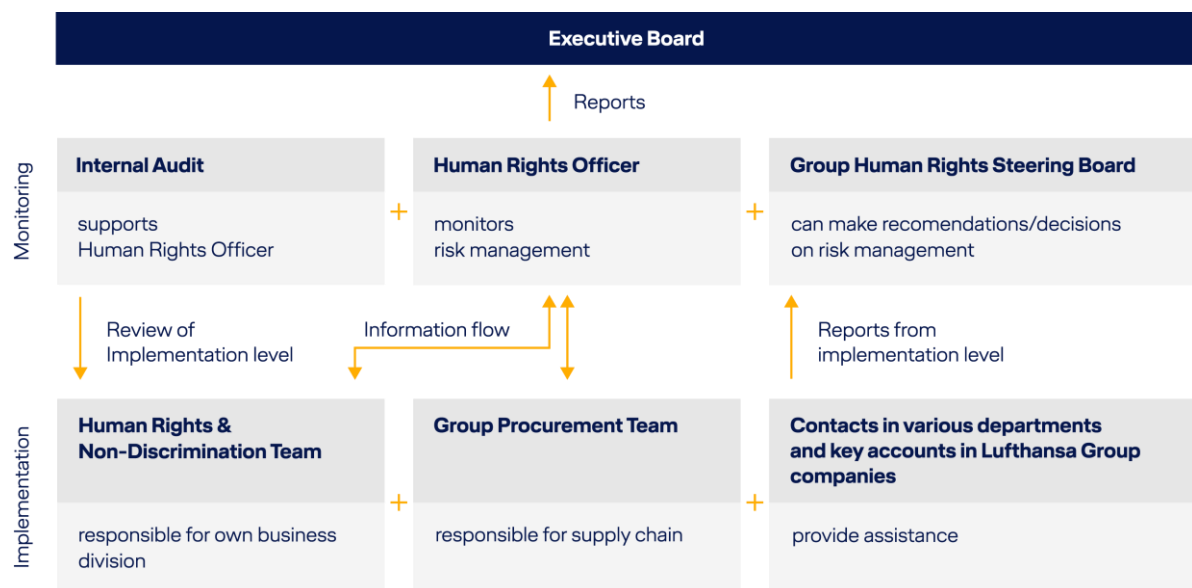 Executive Board
Reports
Monitoring
Internal Audit
supports
Human Rights Officer
+
Human Rights Officer
monitors
risk management
+
Group Human Rights Steering Board
can make recomendations/decisions
on risk management
Review of
Implementation level
Information flow
Reports from
implementation level
Implementation
Human Rights &
Non-Discrimination Team
responsible for own business
division
+
Group Procurement Team
responsible for supply chain
+
Contacts in various departments
and key accounts in Lufthansa Group
companies
provide assistance